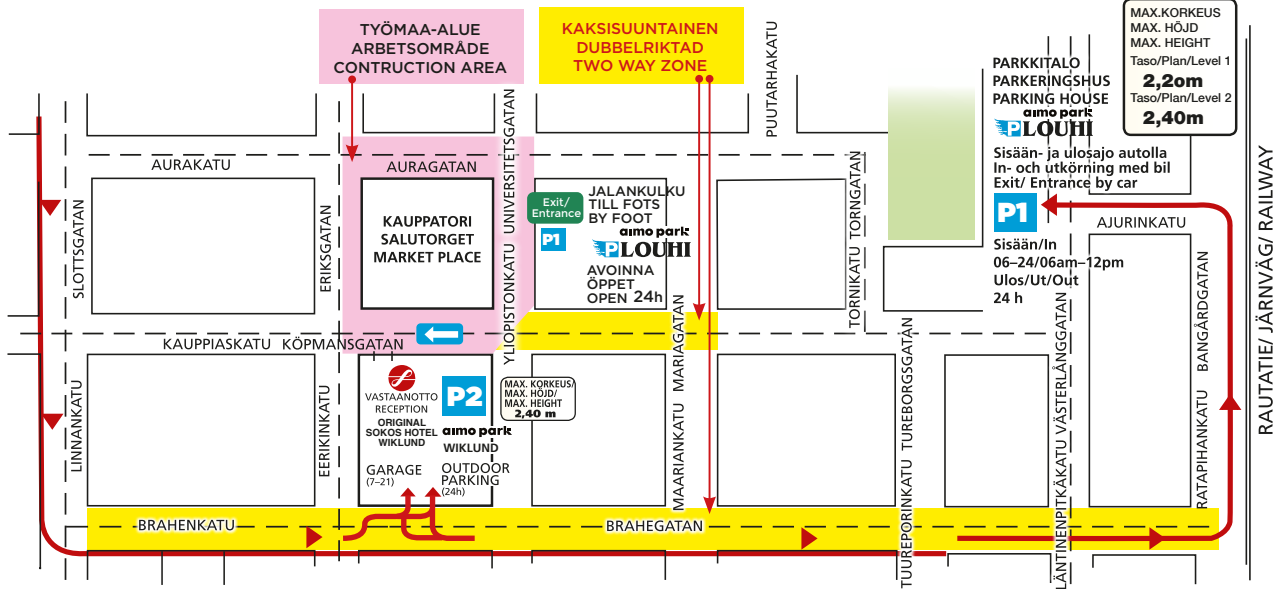 TYÖMAA-ALUE
ARBETSOMRÅDE
CONTRUCTION AREA
KAKSISUUNTAINEN
DUBBELRIKTAD
TWO WAY ZONE
PUUTARHAKATU
PARKKITALO
PARKERINGSHUS
PARKING HOUSE
aimo park
P LOUHI
MAX.KORKEUS
MAX. HÖJD
MAX. HEIGHT
Taso/Plan/Level 1
2,20m
Taso/Plan/Level 2
2,40m
Sisään- ja ulosajo autolla
In- och utkörning med bil
Exit/ Entrance by car
P1
Sisään/In
06–24/06am–12pm
Ulos/Ut/Out
24 h
AURAKATU
AURAGATAN
SLOTTSGATAN
LINNANKATU
ERIKSGATAN
EERIKINKATU
KAUPPATORI
SALUTORGET
MARKET PLACE
YLIOPISTONKATU UNIVERSITETSGATAN
Exit/
Entrance
P1
JALANKULKU
TILL FOTS
BY FOOT
aimo park
P LOUHI
AVOINNA
ÖPPET
OPEN 24h
MAARIANKATU MARIAGATAN
TORNIKATU TORNGATAN
TUUREPORINKATU TUREBORGSGATAN
LÄNTINENPITKÄKATU VÄSTERLÅNGGATAN
AJURINKATU
RATAPIHANKATU BANGÅRDGATAN
RAUTATIE/ JÄRNVÄG/ RAILWAY
KAUPPIASKATU KÖPMANSGATAN
VASTAANOTTO
RECEPTION
ORIGINAL
SOKOS HOTEL
WIKLUND
P2
aimo park
WIKLUND
MAX. KORKEUS/
MAX. HÖJD/
MAX. HEIGHT
2,40 m
GARAGE
(7–21)
OUTDOOR
PARKING
(24h)
BRAHENKATU
BRAHEGATAN